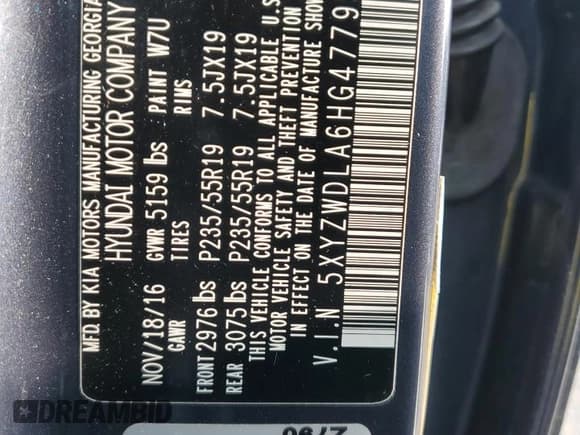 MFD. BY KIA MOTORS MANUFACTURING GEORGIA
HYUNDAI MOTOR COMPANY
NOV/18/16 GVWR 5159 lbs PAINT W7U
GAWR TIRES RIMS
FRONT 2976 lbs P235/55R19 7.5JX19
REAR 3075 lbs P235/55R19 7.5JX19
THIS VEHICLE CONFORMS TO ALL APPLICABLE U.S
MOTOR VEHICLE SAFETY AND THEFT PREVENTION
IN EFFECT ON THE DATE OF MANUFACTURE SHOW
V.I.N 5XYZWDLA6HG4779
DREAMBID